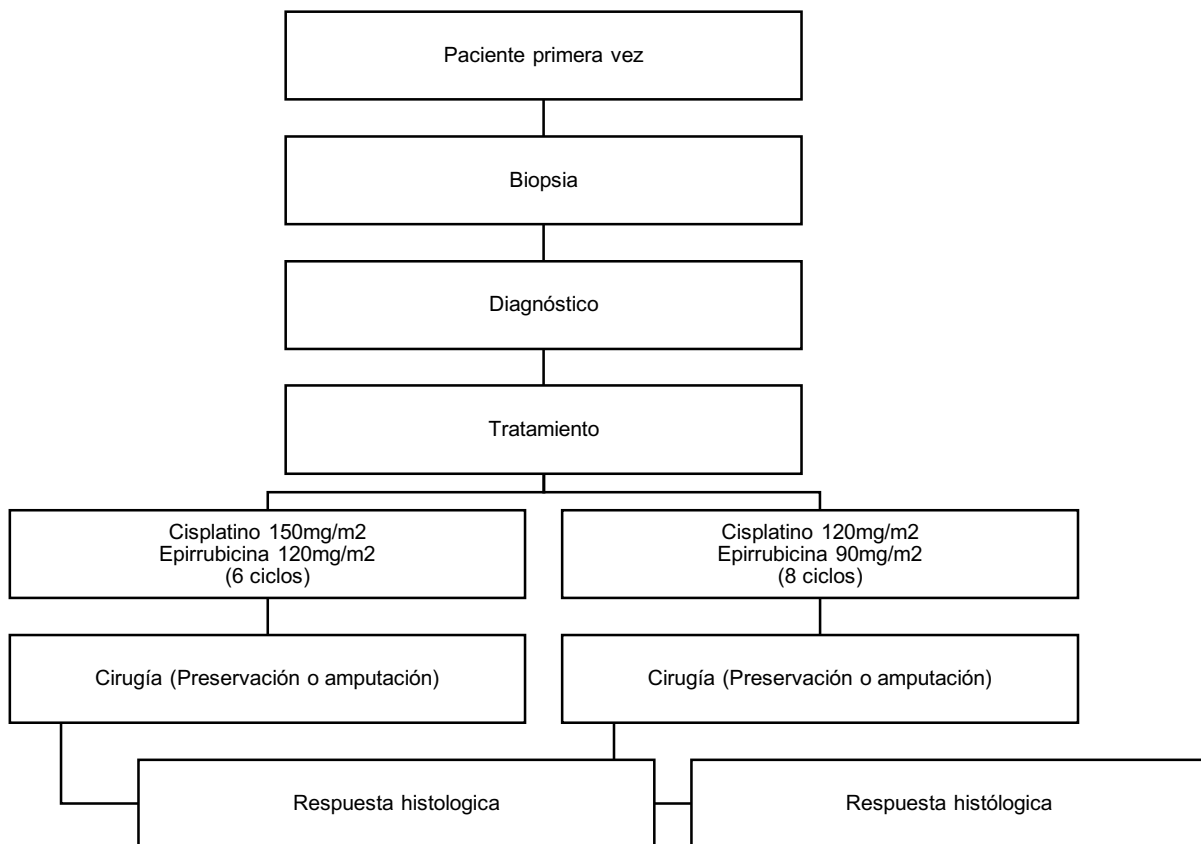 Paciente primera vez
Biopsia
Diagnóstico
Tratamiento
Cisplatino 150mg/m2
Epirrubicina 120mg/m2
(6 ciclos)
Cisplatino 120mg/m2
Epirrubicina 90mg/m2
(8 ciclos)
Cirugía (Preservación o amputación)
Cirugía (Preservación o amputación)
Respuesta histologica
Respuesta histólogica